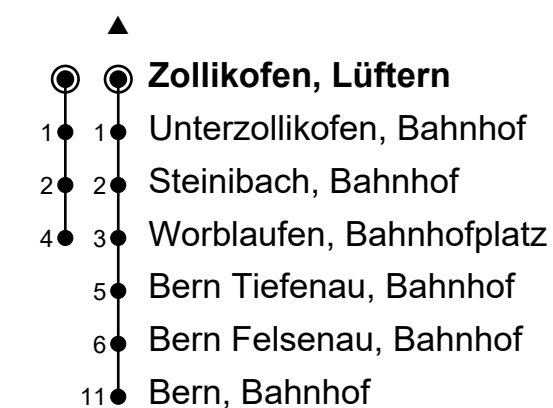 Zollikofen, Lüftern
1 1 Unterzollikofen, Bahnhof
2 2 Steinibach, Bahnhof
4 3 Worblaufen, Bahnhofplatz
5 Bern Tiefenau, Bahnhof
6 Bern Felsenau, Bahnhof
11 Bern, Bahnhof